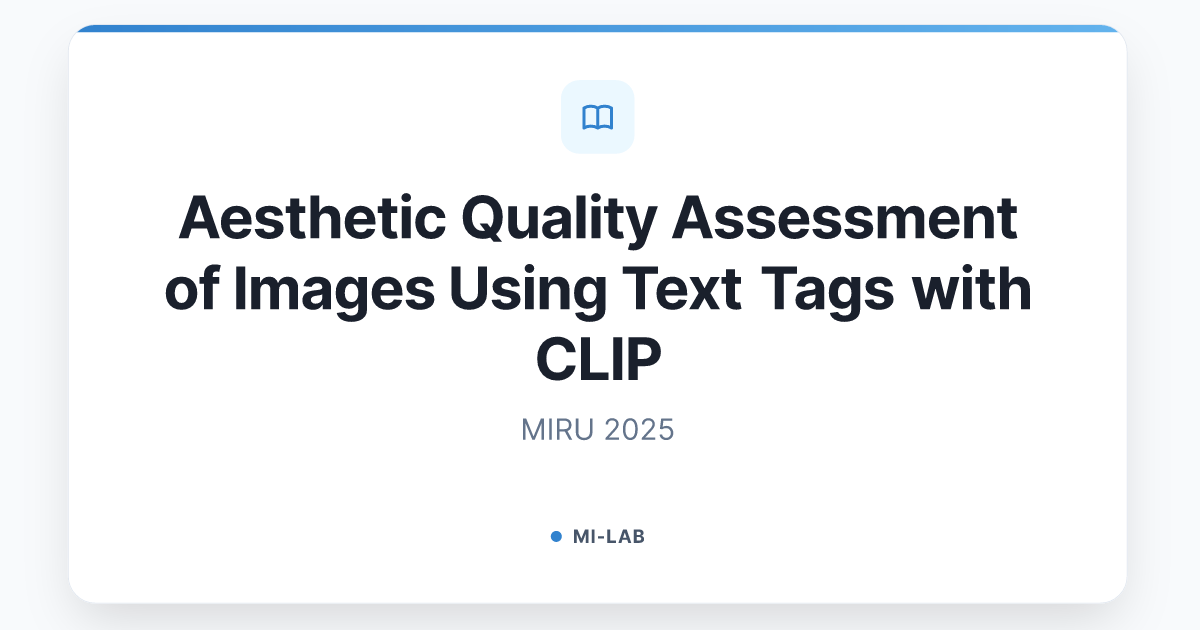 Aesthetic Quality Assessment
of Images Using Text Tags with
CLIP
MIRU 2025
MI-LAB